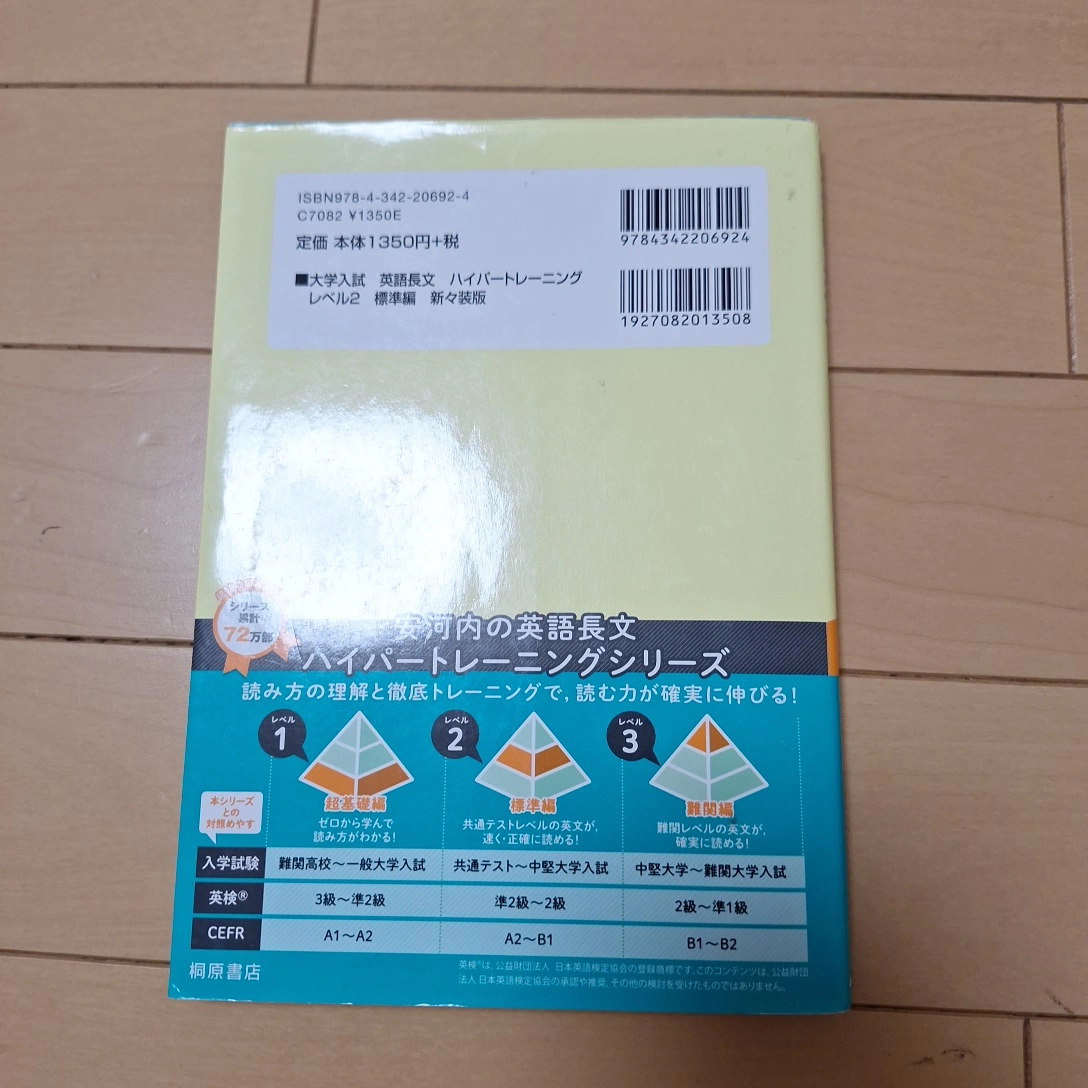 ISBN978-4-342-20692-4
C7082 ¥1350E
定価 本体1350円+税
■大学入試 英語長文 ハイパートレーニング
レベル2 標準編 新々装版
9784342206924
1927082013508
シリーズ
累計
72万部
安河内の英語長文
ハイパートレーニングシリーズ
読み方の理解と徹底トレーニングで,読む力が確実に伸びる!
レベル
1
超基礎編
ゼロから学んで
読み方がわかる!
レベル
2
標準編
共通テストレベルの英文が,
速く・正確に読める!
レベル
3
難関編
難関レベルの英文が,
確実に読める!
本シリーズ
との
対照めやす
入学試験 難関高校〜一般大学入試 共通テスト〜中堅大学入試 中堅大学〜難関大学入試
英検® 3級〜準2級 準2級〜2級 2級〜準1級
CEFR A1〜A2 A2〜B1 B1〜B2
桐原書店
英検®は,公益財団法人 日本英語検定協会の登録商標です。このコンテンツは,公益財団
法人 日本英語検定協会の承認や推奨,その他の検討を受けたものではありません。